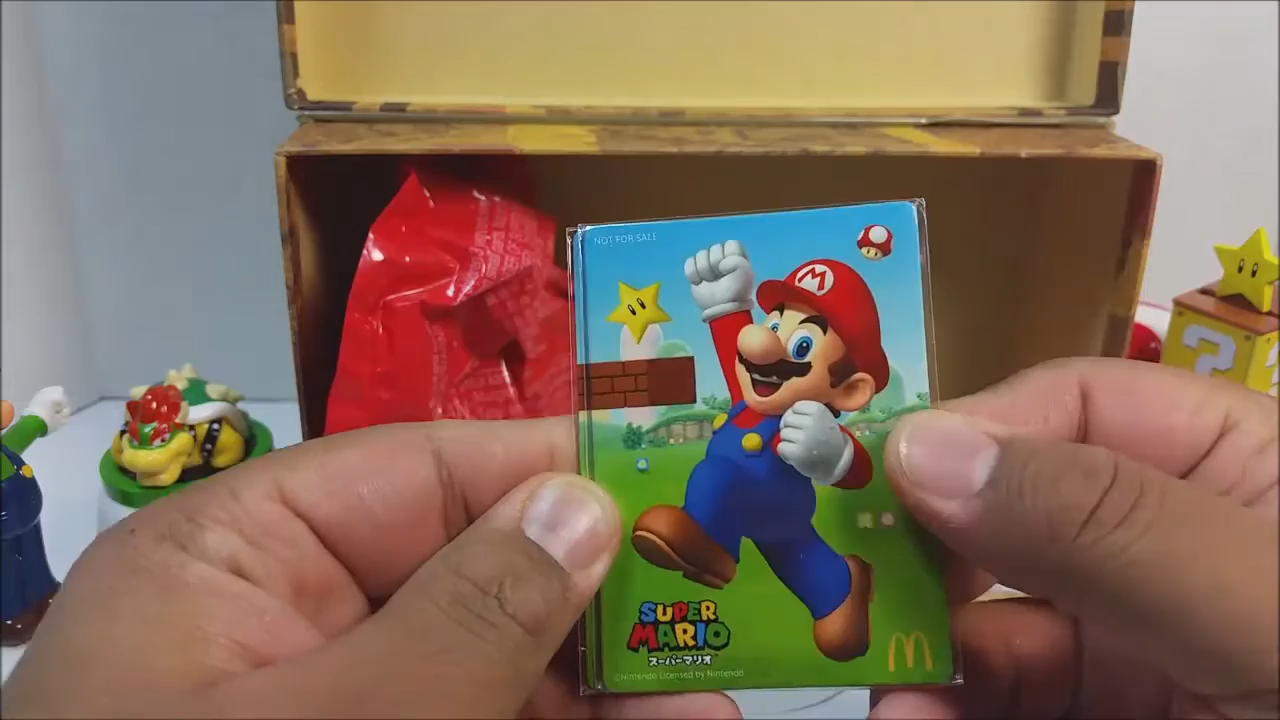 NOT FOR SALE
M
SUPER
MARIO
スーパーマリオ
©Nintendo Licensed by Nintendo
M
?